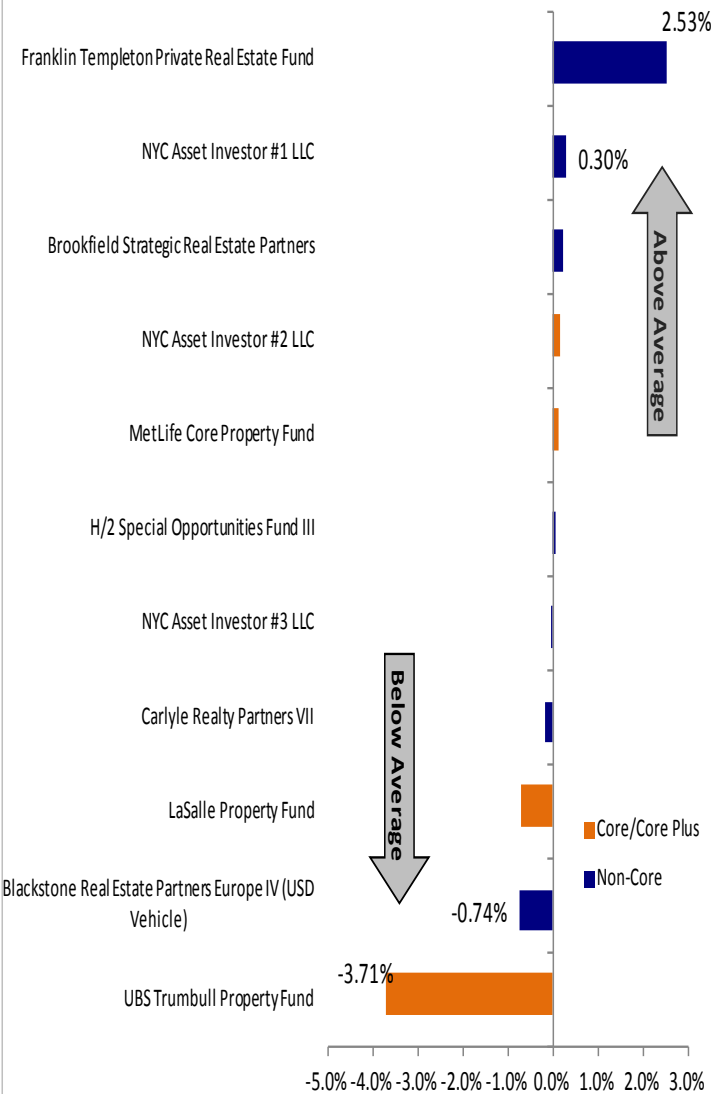 2.53%
Franklin Templeton Private Real Estate Fund
NYC Asset Investor #1 LLC
0.30%
Above Average
Brookfield Strategic Real Estate Partners
NYC Asset Investor #2 LLC
MetLife Core Property Fund
H/2 Special Opportunities Fund III
NYC Asset Investor #3 LLC
Below Average
Carlyle Realty Partners VII
LaSalle Property Fund
Core/Core Plus
Non-Core
Blackstone Real Estate Partners Europe IV (USD
Vehicle)
-0.74%
-3.71%
UBS Trumbull Property Fund
-5.0% -4.0% -3.0% -2.0% -1.0% 0.0% 1.0% 2.0% 3.0%